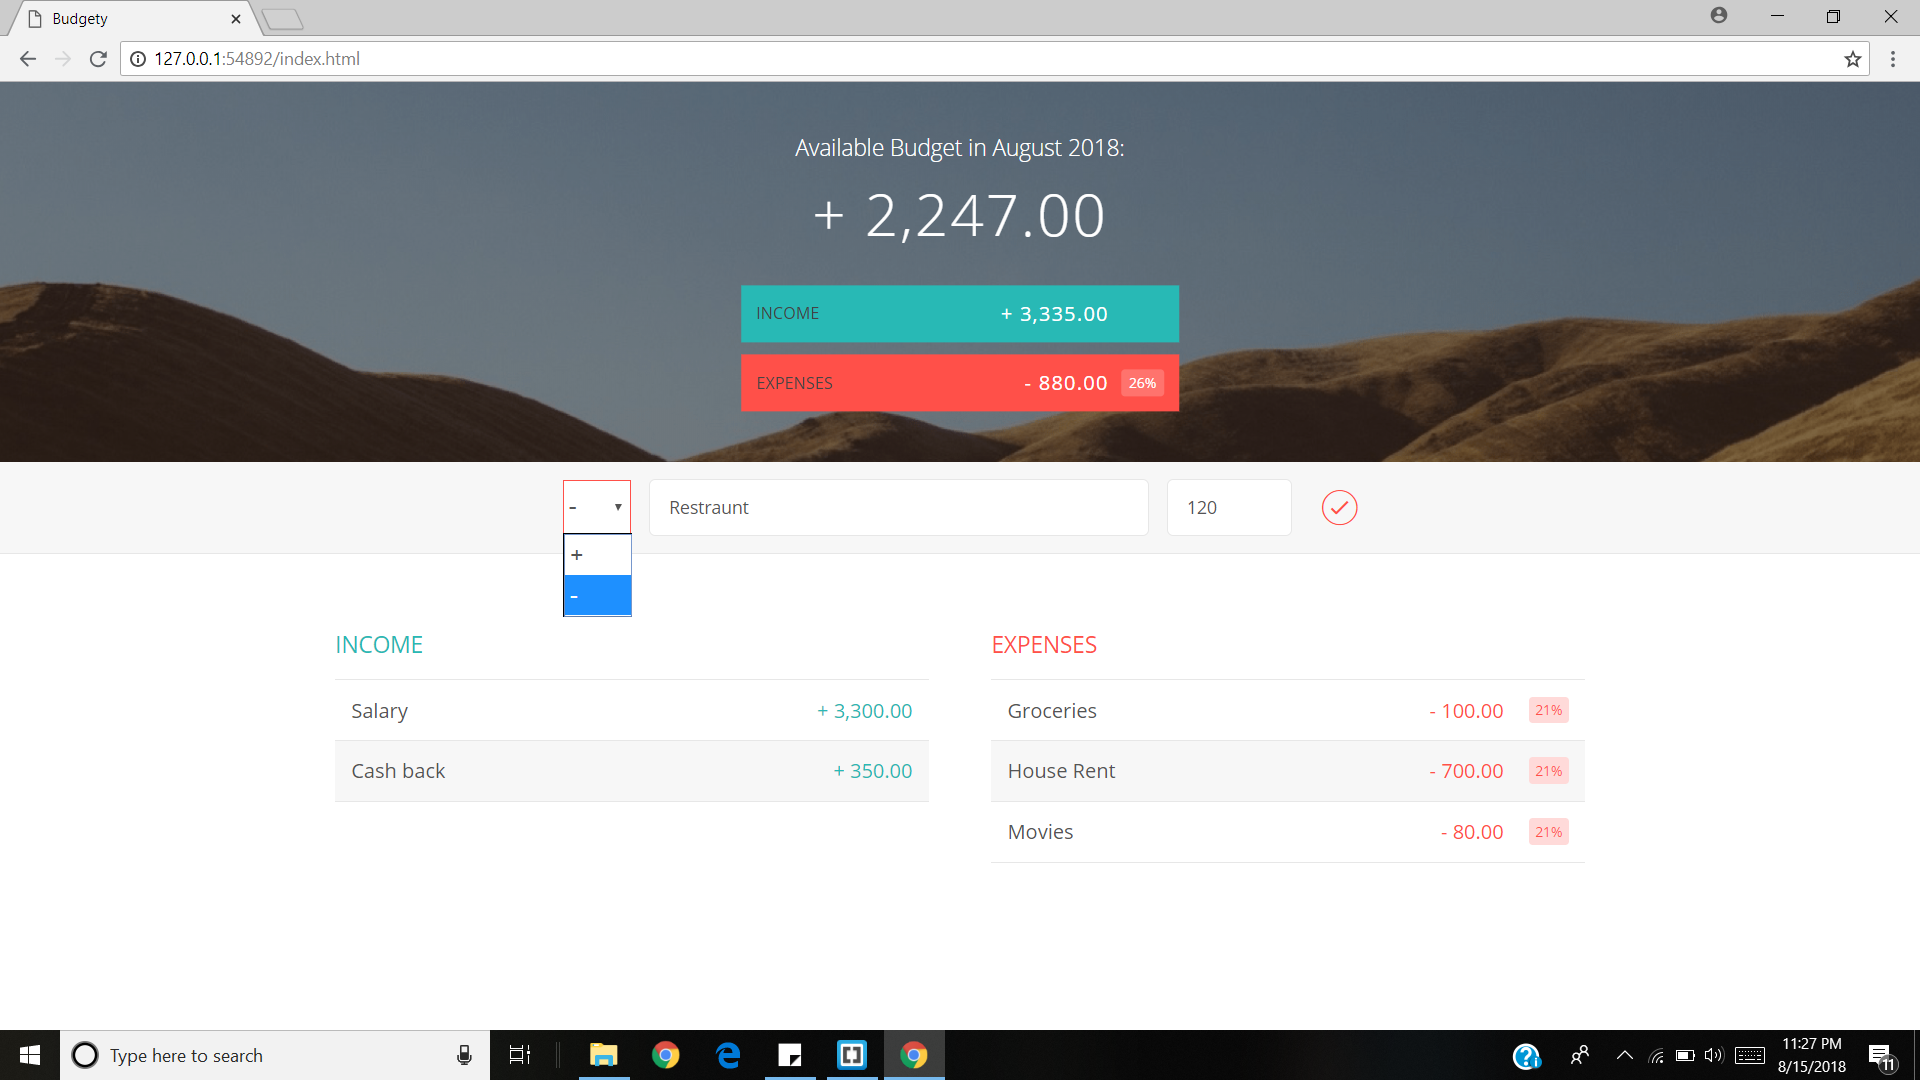 Budgety
127.0.0.1:54892/index.html
Available Budget in August 2018:
+ 2,247.00
INCOME + 3,335.00
EXPENSES - 880.00 26%
- Restraunt 120
+
-
INCOME
Salary + 3,300.00
Cash back + 350.00
EXPENSES
Groceries - 100.00 21%
House Rent - 700.00 21%
Movies - 80.00 21%
Type here to search
11:27 PM
8/15/2018
11